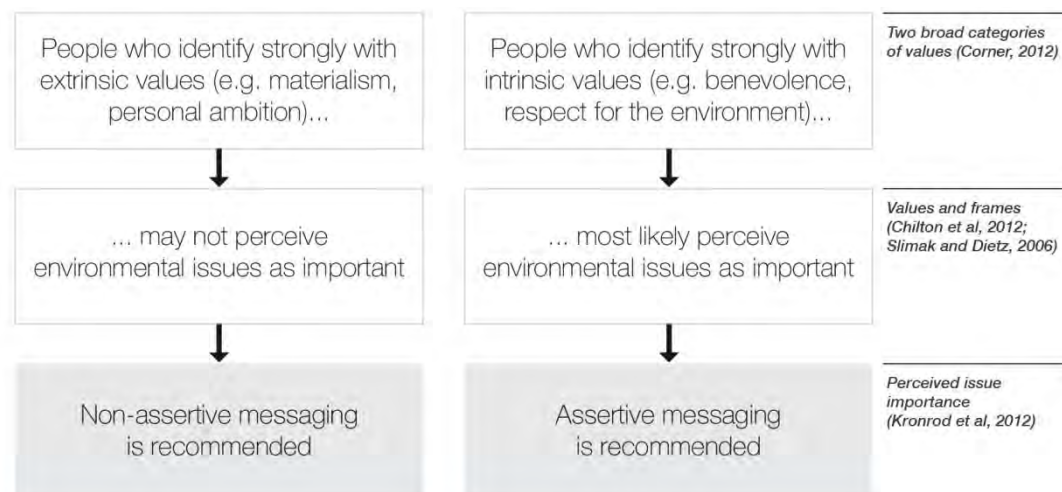 People who identify strongly with
extrinsic values (e.g. materialism,
personal ambition)...
People who identify strongly with
intrinsic values (e.g. benevolence,
respect for the environment)...
Two broad categories
of values (Corner, 2012)
... may not perceive
environmental issues as important
... most likely perceive
environmental issues as important
Values and frames
(Chilton et al, 2012;
Slimak and Dietz, 2006)
Non-assertive messaging
is recommended
Assertive messaging
is recommended
Perceived issue
importance
(Kronrod et al, 2012)